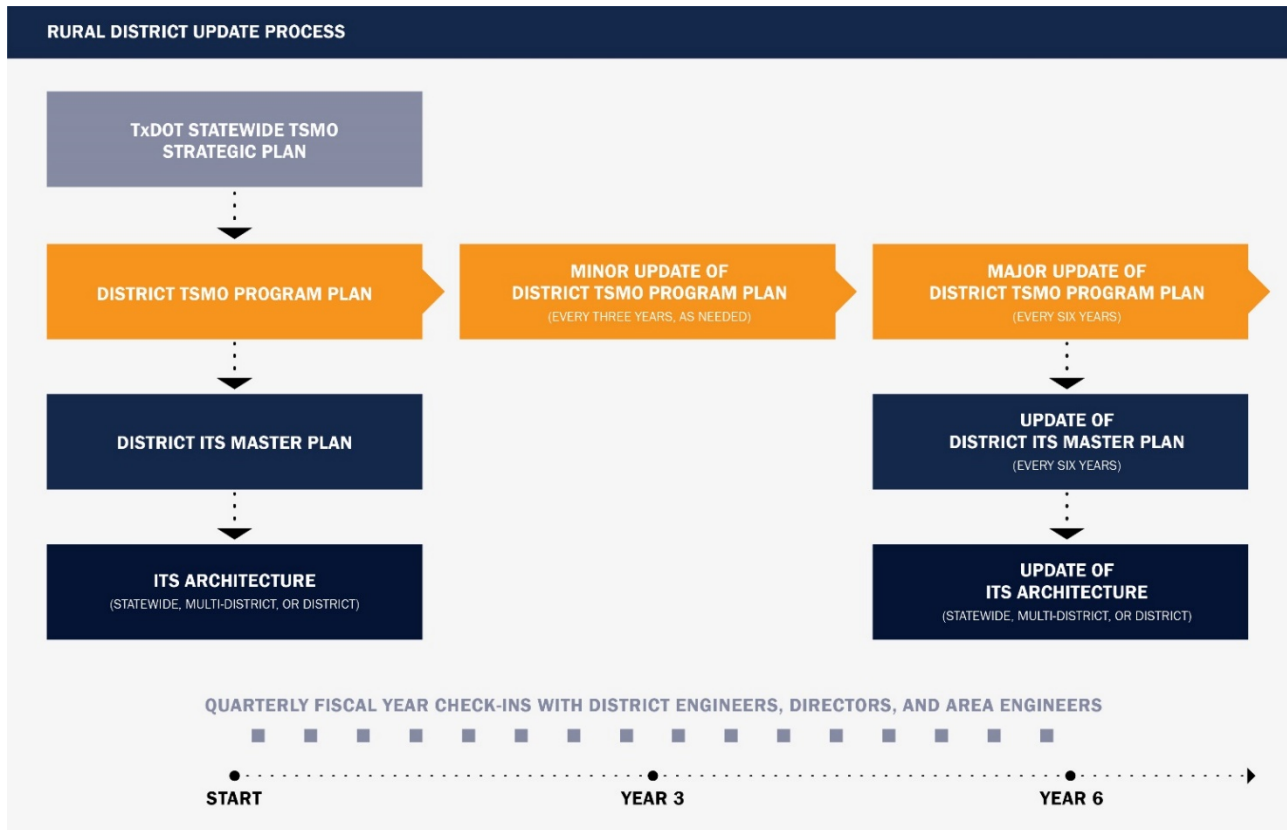 RURAL DISTRICT UPDATE PROCESS
TxDOT STATEWIDE TSMO
STRATEGIC PLAN
DISTRICT TSMO PROGRAM PLAN
MINOR UPDATE OF
DISTRICT TSMO PROGRAM PLAN
(EVERY THREE YEARS, AS NEEDED)
MAJOR UPDATE OF
DISTRICT TSMO PROGRAM PLAN
(EVERY SIX YEARS)
DISTRICT ITS MASTER PLAN
UPDATE OF
DISTRICT ITS MASTER PLAN
(EVERY SIX YEARS)
ITS ARCHITECTURE
(STATEWIDE, MULTI-DISTRICT, OR DISTRICT)
UPDATE OF
ITS ARCHITECTURE
(STATEWIDE, MULTI-DISTRICT, OR DISTRICT)
QUARTERLY FISCAL YEAR CHECK-INS WITH DISTRICT ENGINEERS, DIRECTORS, AND AREA ENGINEERS
START
YEAR 3
YEAR 6